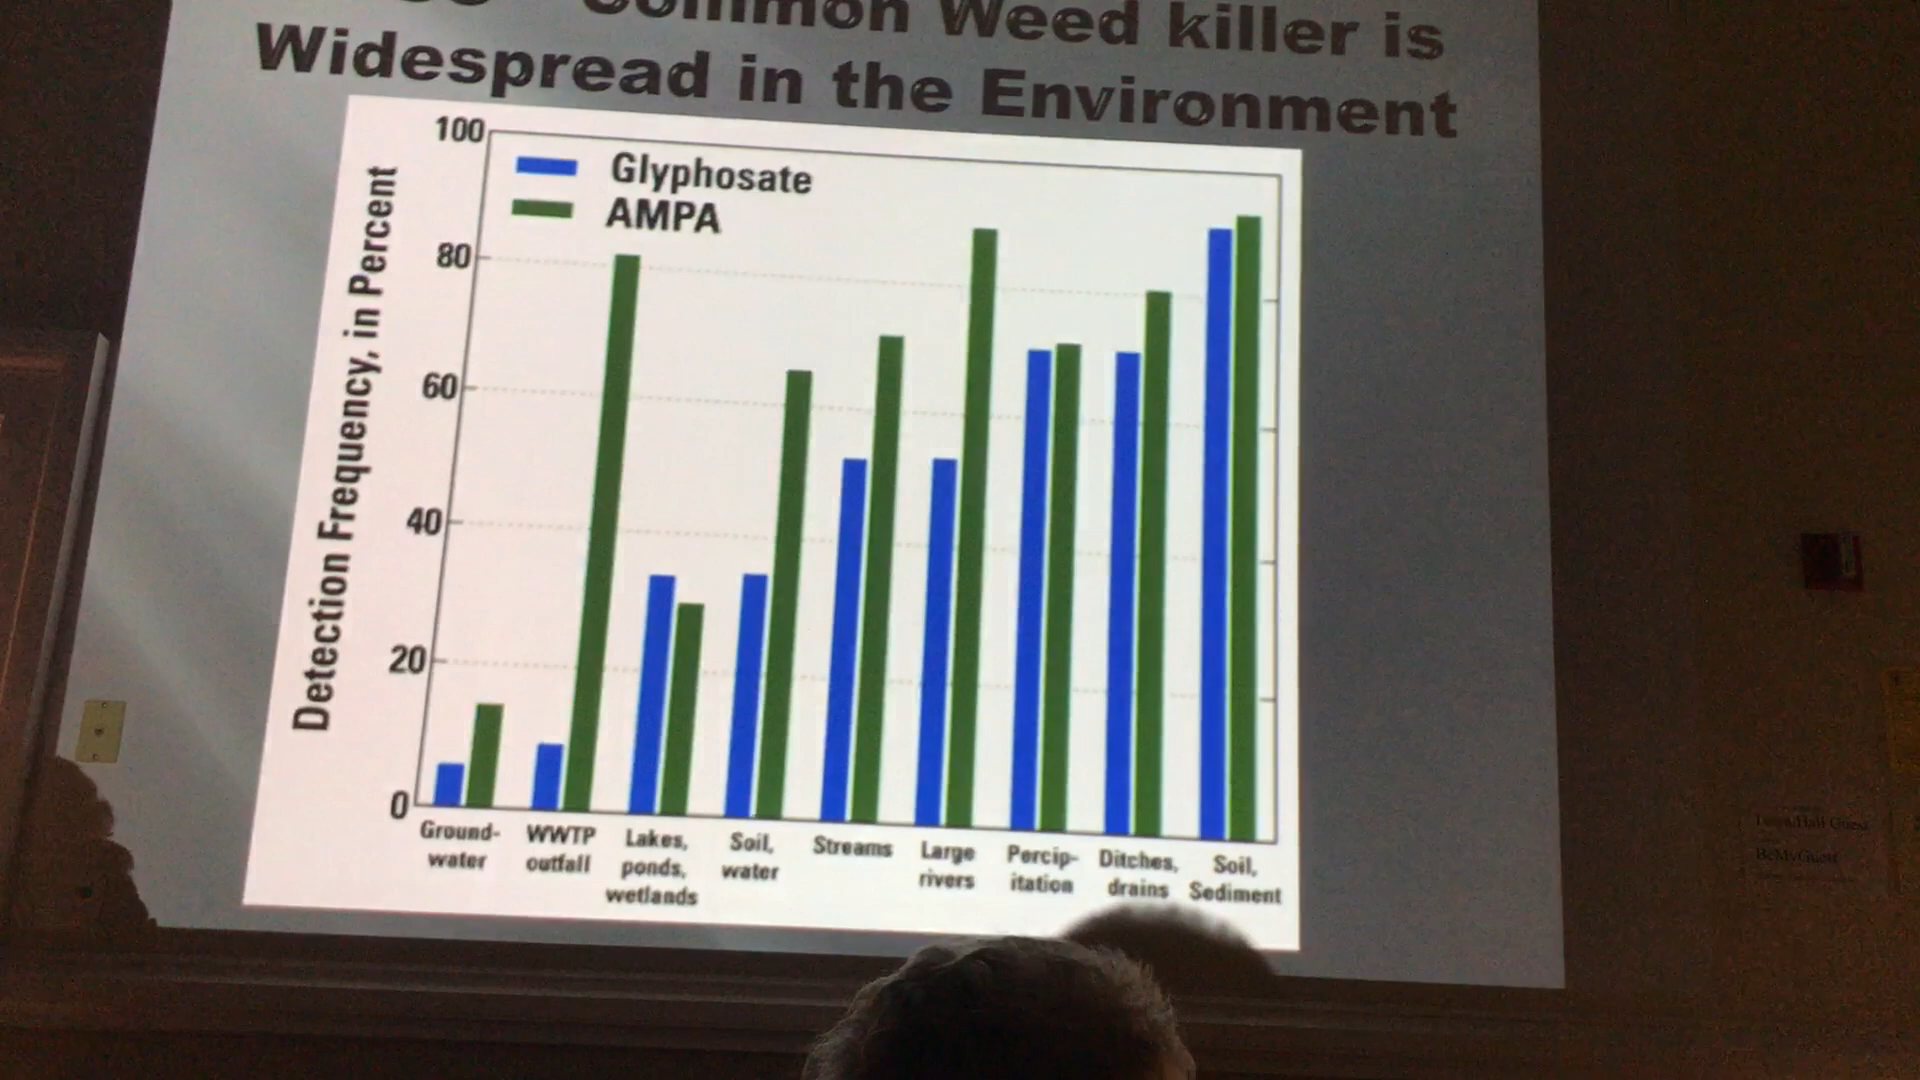 Common Weed killer is
Widespread in the Environment
Glyphosate
AMPA
Detection Frequency, in Percent
100
80
60
40
20
0
Ground-
water
WWTP
outfall
Lakes,
ponds,
wetlands
Soil,
water
Streams
Large
rivers
Percip-
itation
Ditches,
drains
Soil,
Sediment